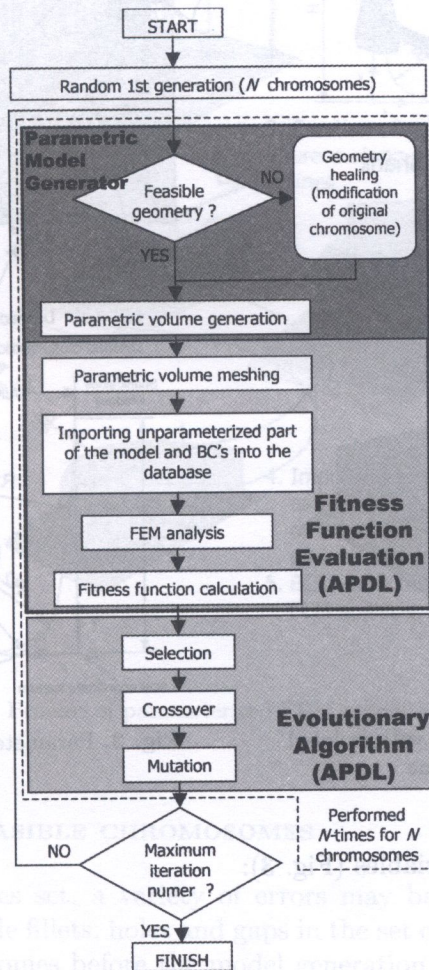 START
Random 1st generation (N chromosomes)
Parametric
Model
Generator
Feasible
geometry ?
NO
Geometry
healing
(modification
of original
chromosome)
YES
Parametric volume generation
Parametric volume meshing
Importing unparameterized part
of the model and BC's into the
database
FEM analysis
Fitness function calculation
Fitness
Function
Evaluation
(APDL)
Selection
Crossover
Mutation
Evolutionary
Algorithm
(APDL)
NO
Maximum
iteration
numer ?
Performed
N-times for N
chromosomes
YES
FINISH